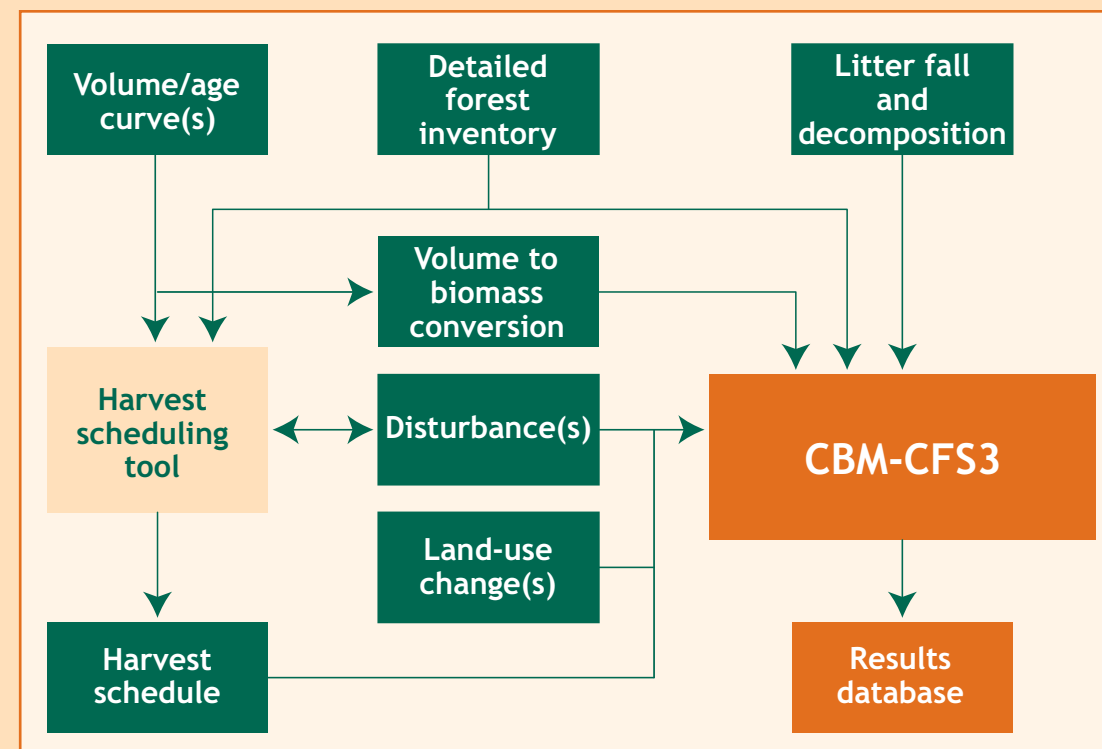 Volume/age
curve(s)
Detailed
forest
inventory
Litter fall
and
decomposition
Volume to
biomass
conversion
Harvest
scheduling
tool
Disturbance(s)
CBM-CFS3
Land-use
change(s)
Harvest
schedule
Results
database